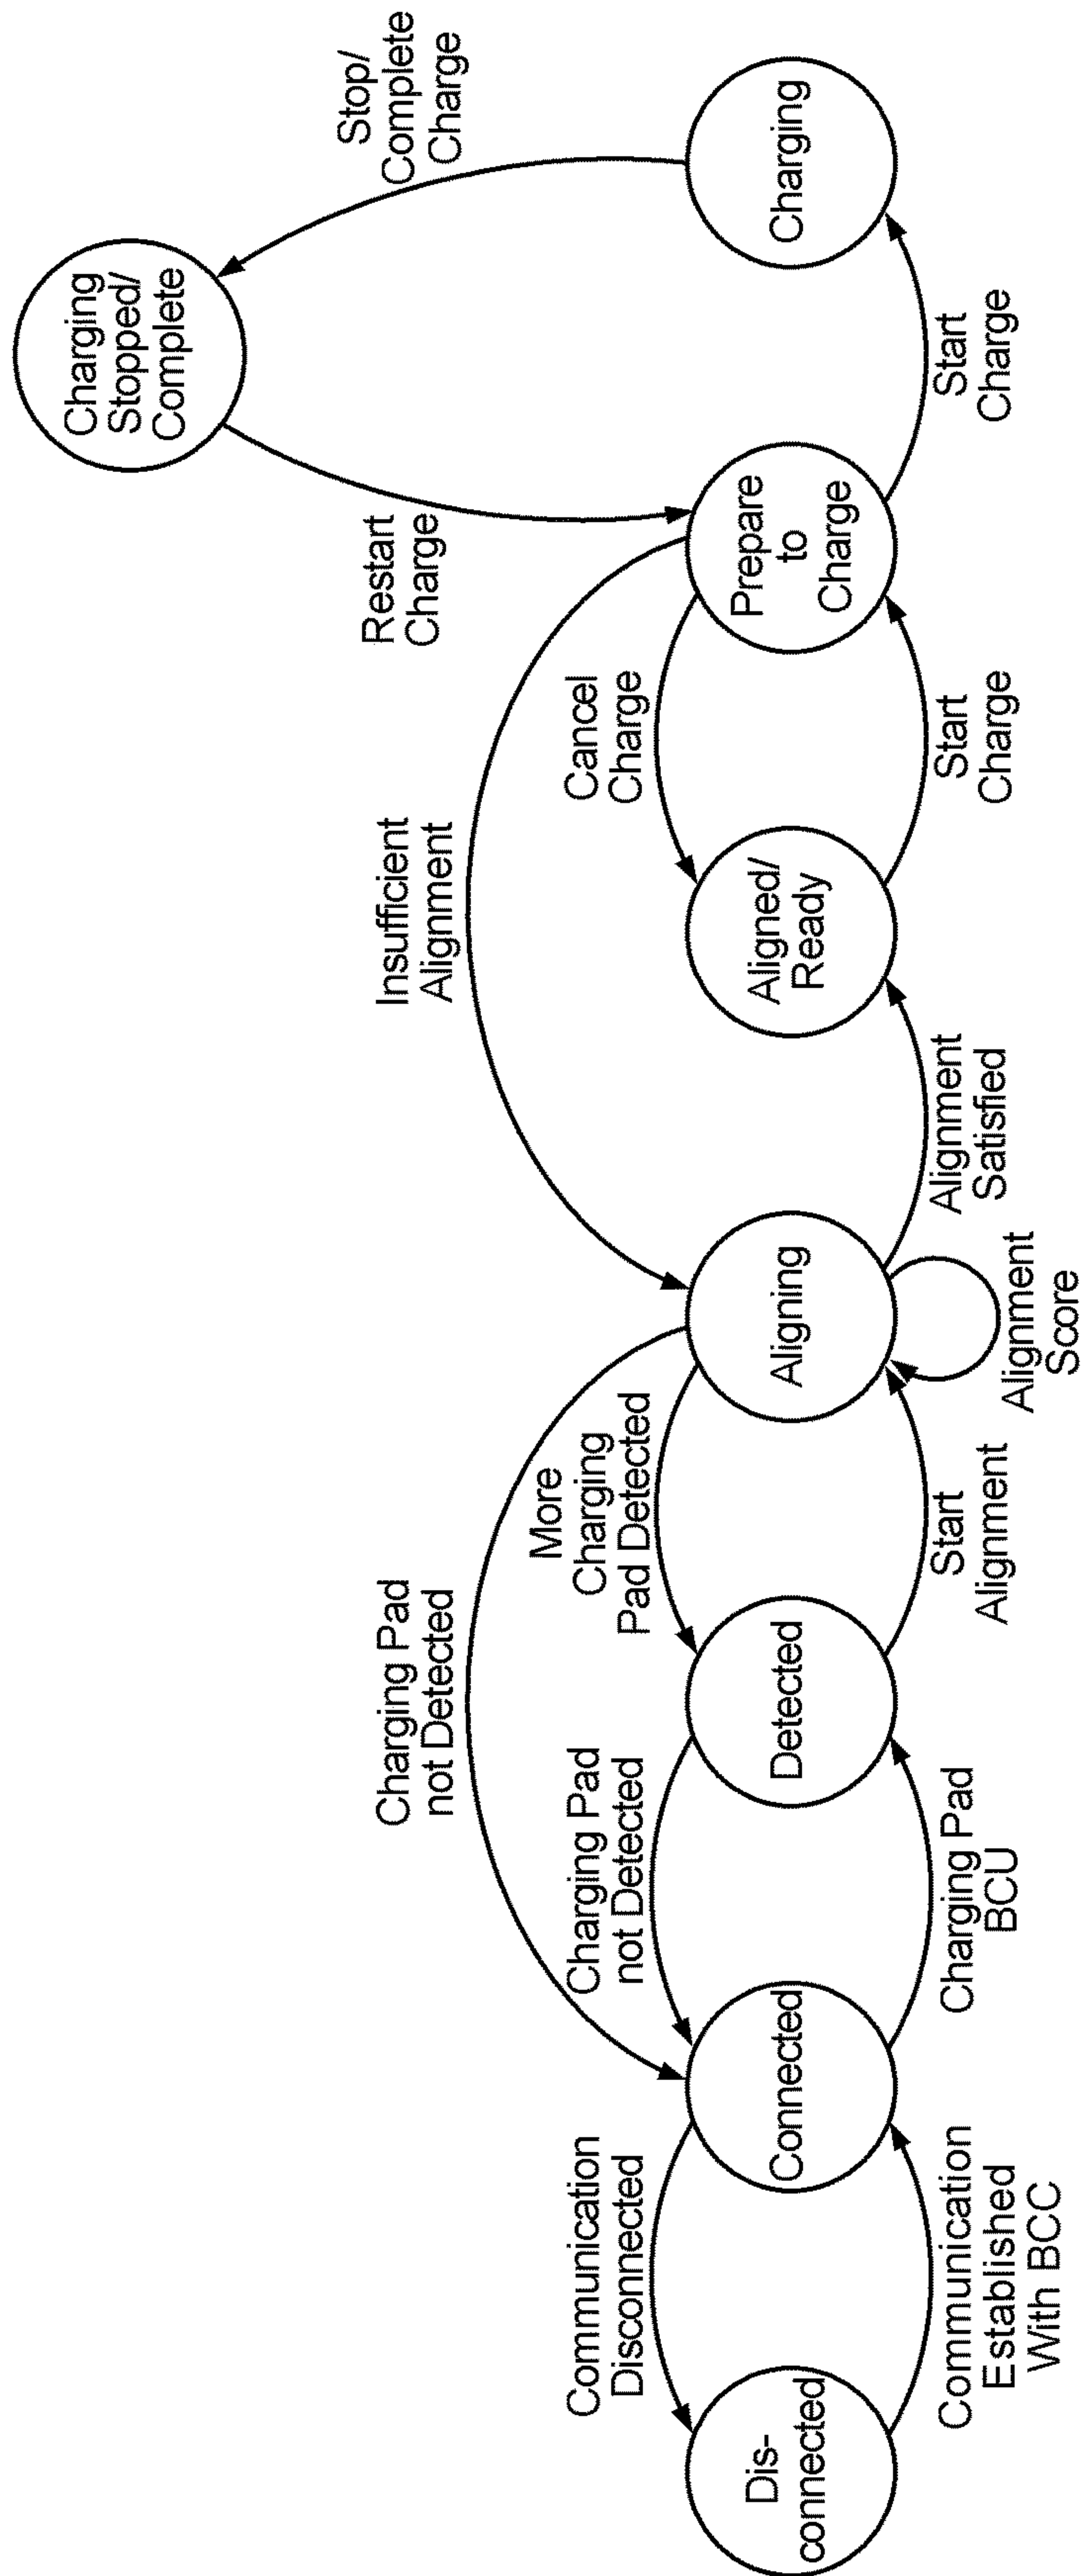 Charging
Stopped/
Complete
Stop/
Complete
Charge
Restart
Charge
Insufficient
Alignment
Charging Pad
not Detected
Cancel
Charge
More
Charging
Pad Detected
Charging Pad
not Detected
Communication
Disconnected
Dis-
connected
Connected
Detected
Aligning
Aligned/
Ready
Prepare
to
Charge
Charging
Communication
Established
With BCC
Charging Pad
BCU
Start
Alignment
Alignment
Score
Alignment
Satisfied
Start
Charge
Start
Charge